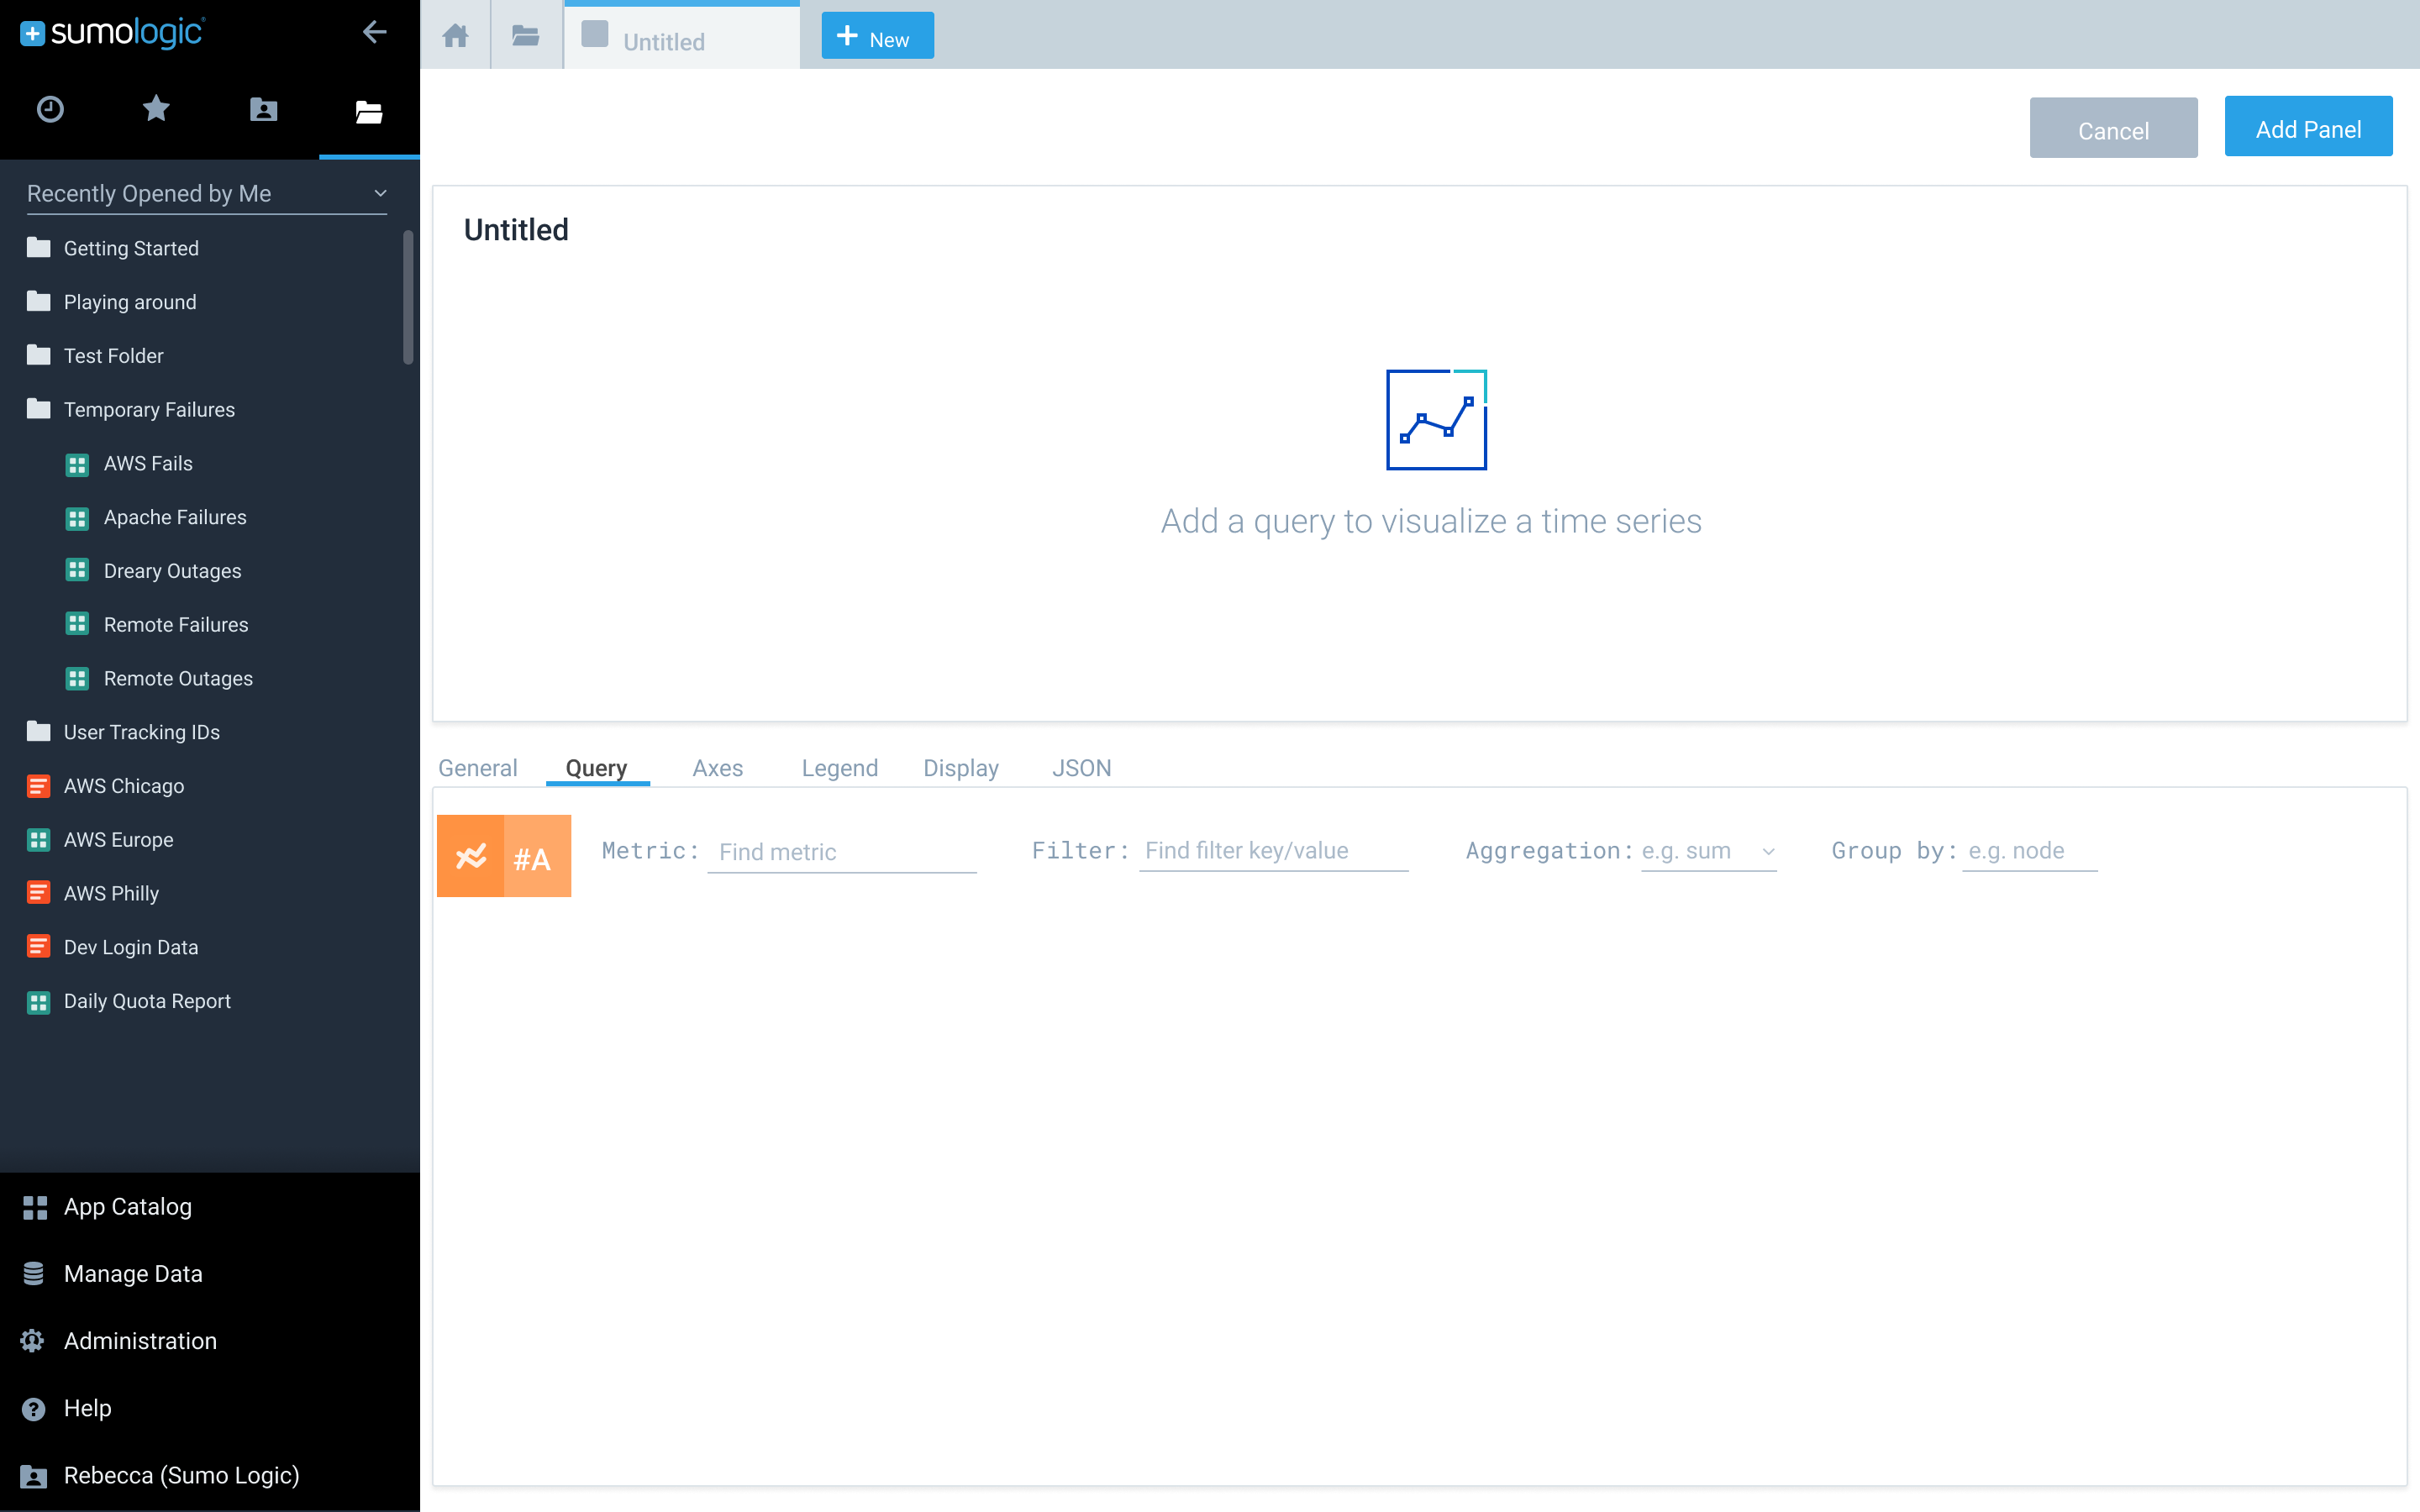 sumologic
Untitled
New
Cancel
Add Panel
Recently Opened by Me
Getting Started
Playing around
Test Folder
Temporary Failures
AWS Fails
Apache Failures
Dreary Outages
Remote Failures
Remote Outages
User Tracking IDs
AWS Chicago
AWS Europe
AWS Philly
Dev Login Data
Daily Quota Report
App Catalog
Manage Data
Administration
Help
Rebecca (Sumo Logic)
Untitled
Add a query to visualize a time series
General Query Axes Legend Display JSON
#A Metric: Find metric Filter: Find filter key/value Aggregation: e.g. sum Group by: e.g. node